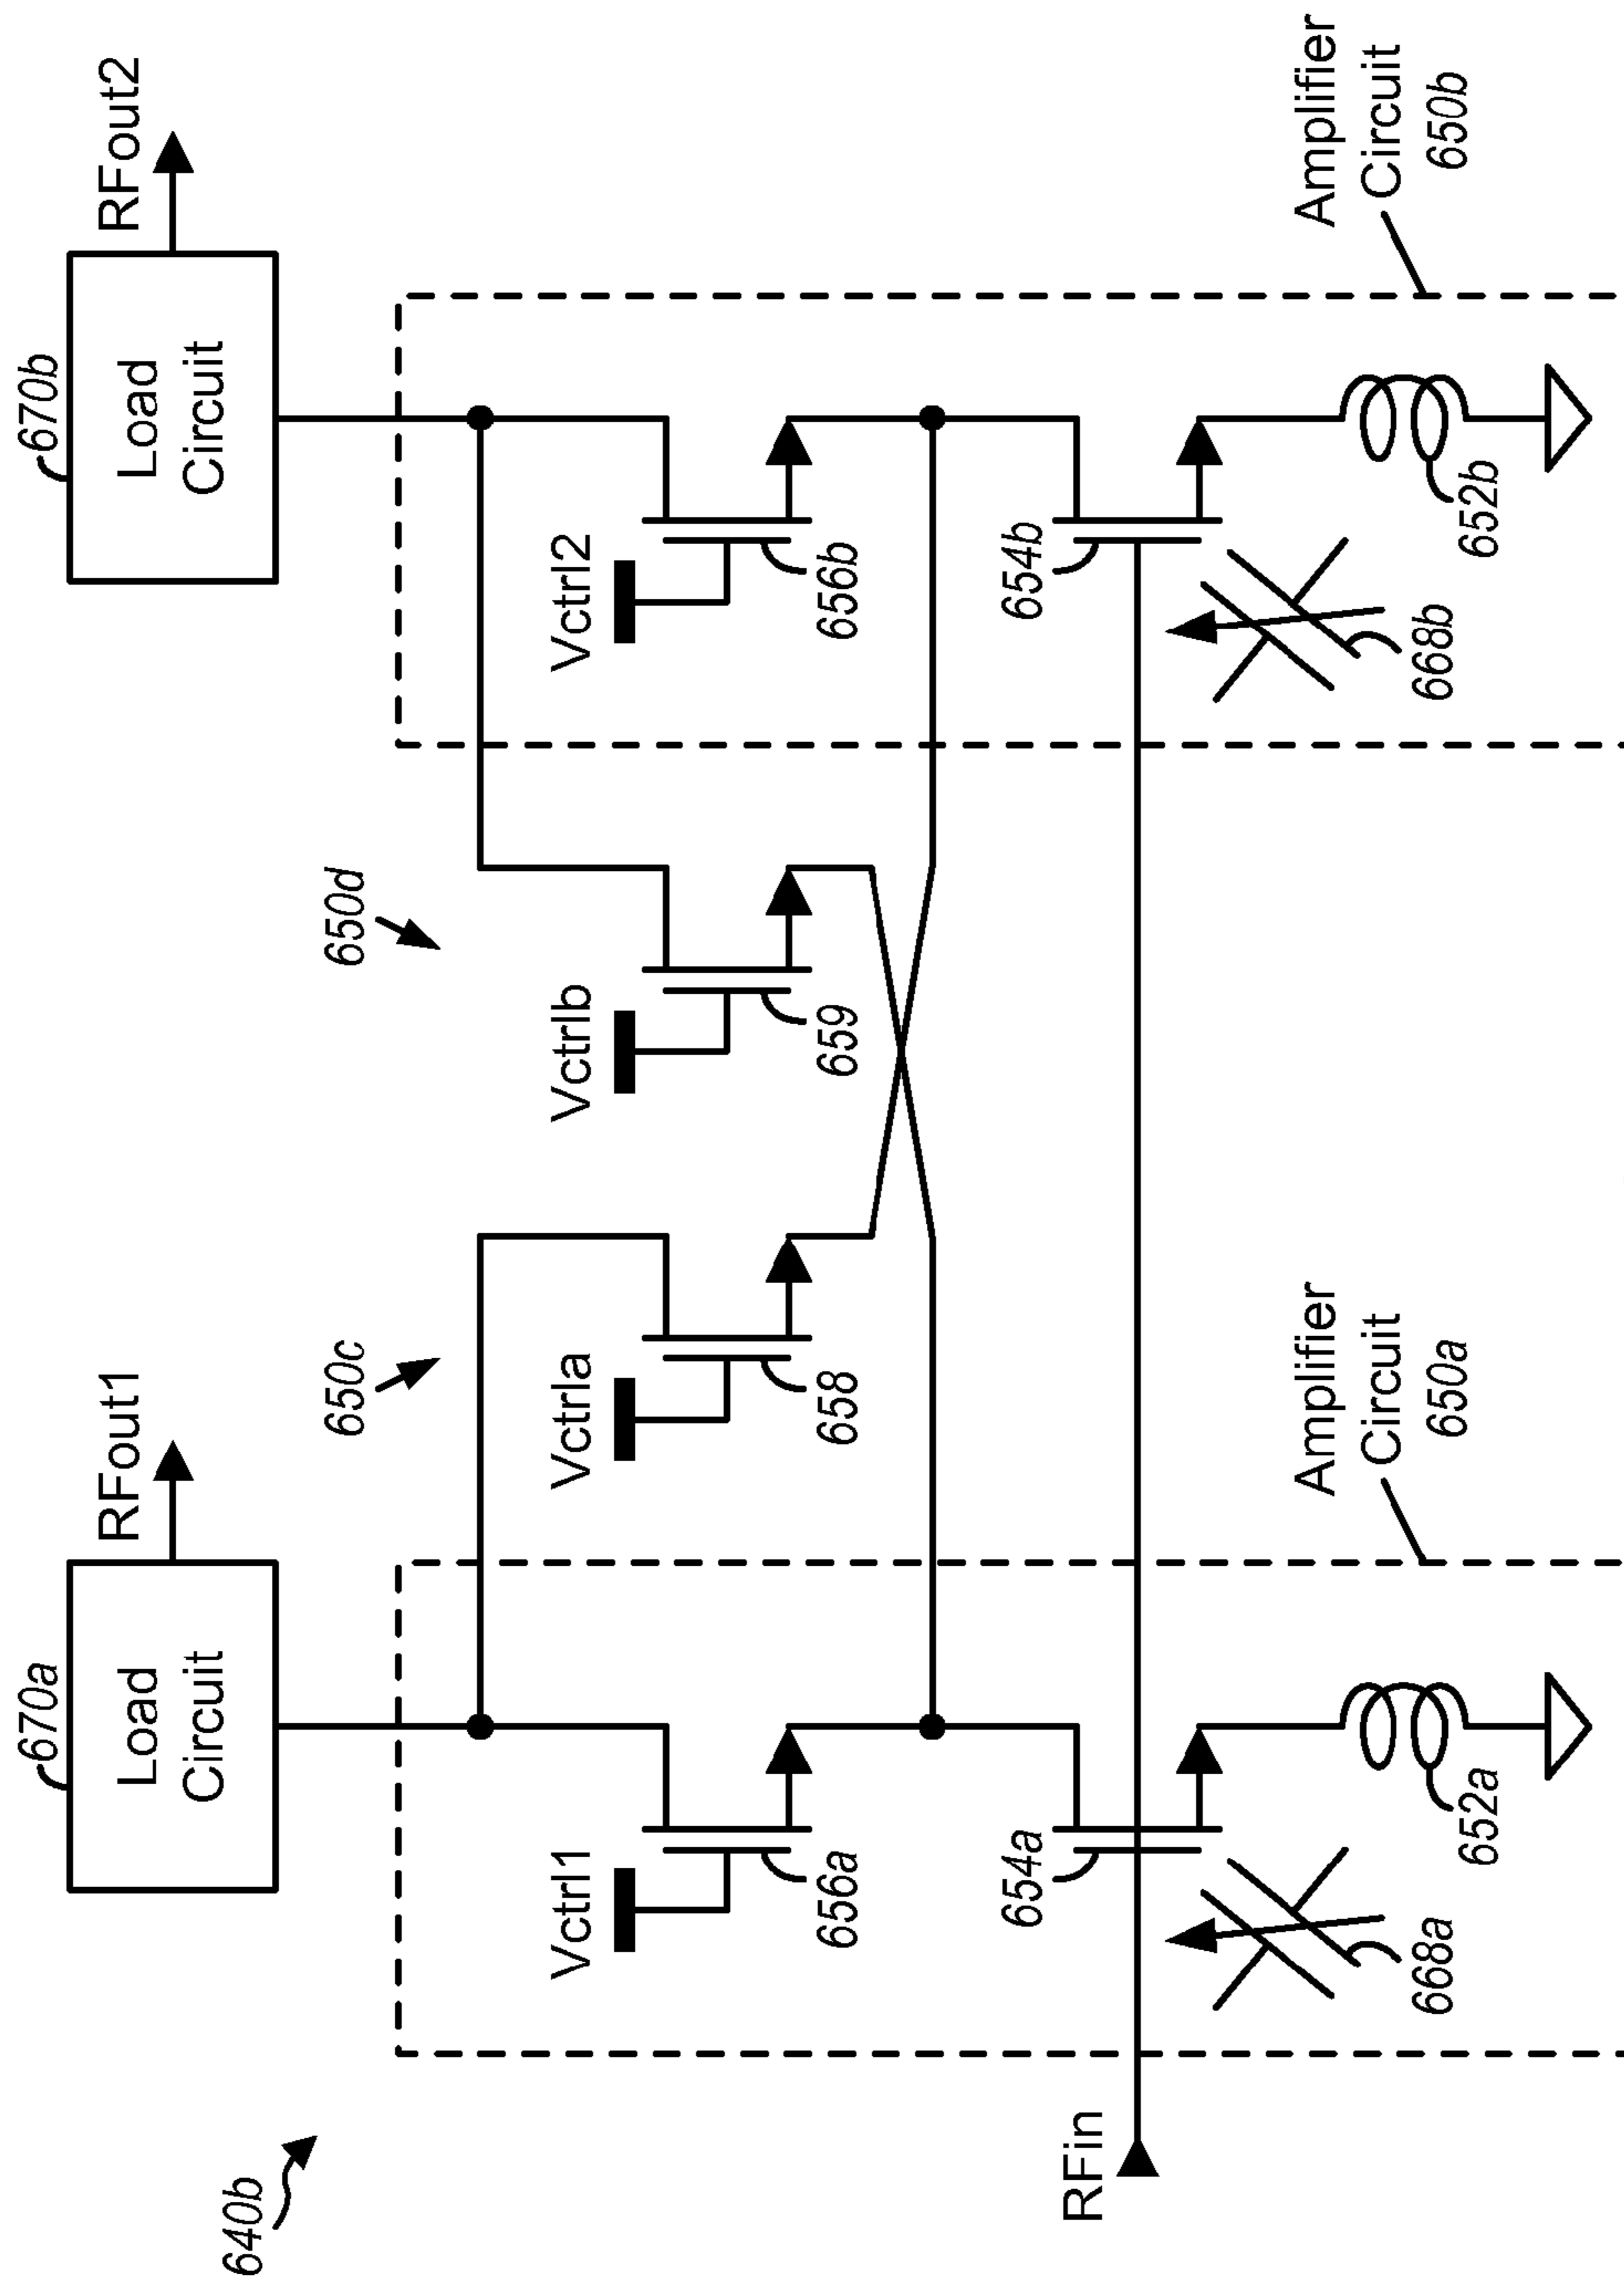 640b
670a
Load
Circuit
RFout1
670b
Load
Circuit
RFout2
650c
650d
Vctrl1
Vctrla
Vctrlb
Vctrl2
656a
658
659
656b
RFin
654a
654b
668a
652a
Amplifier
Circuit
650a
668b
652b
Amplifier
Circuit
650b